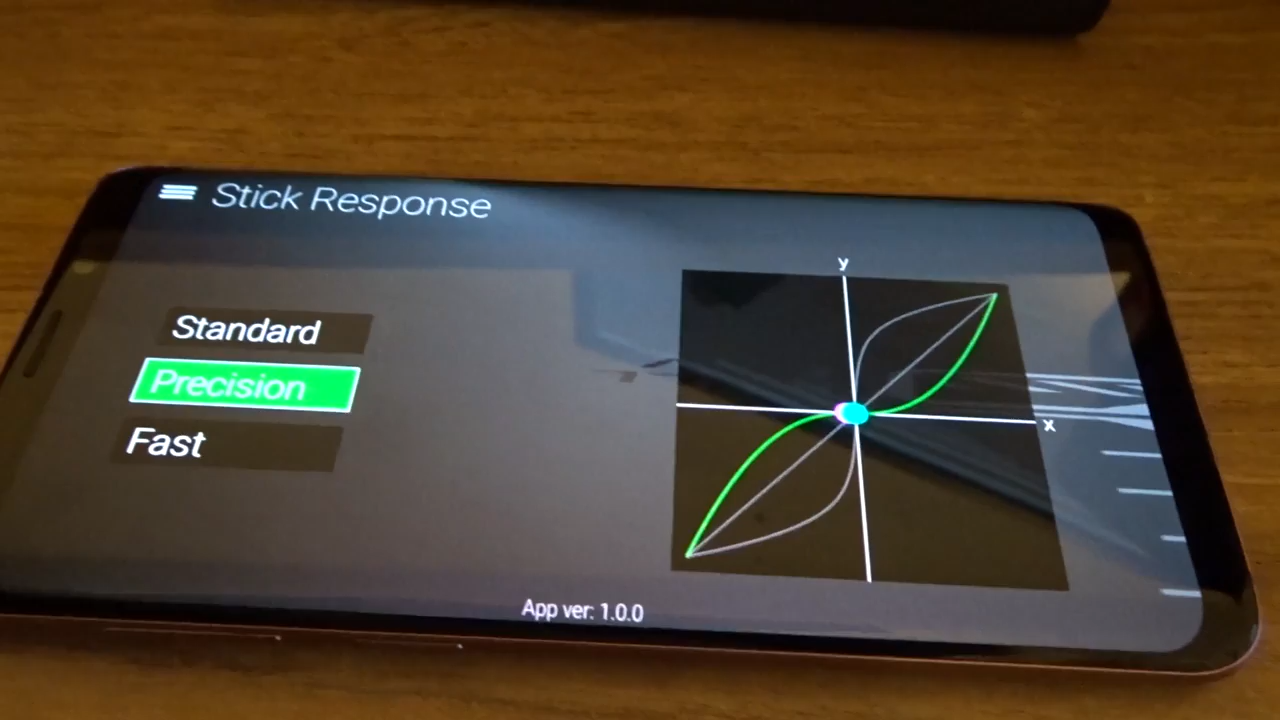 Stick Response
Standard
Precision
Fast
y
x
App ver: 1.0.0